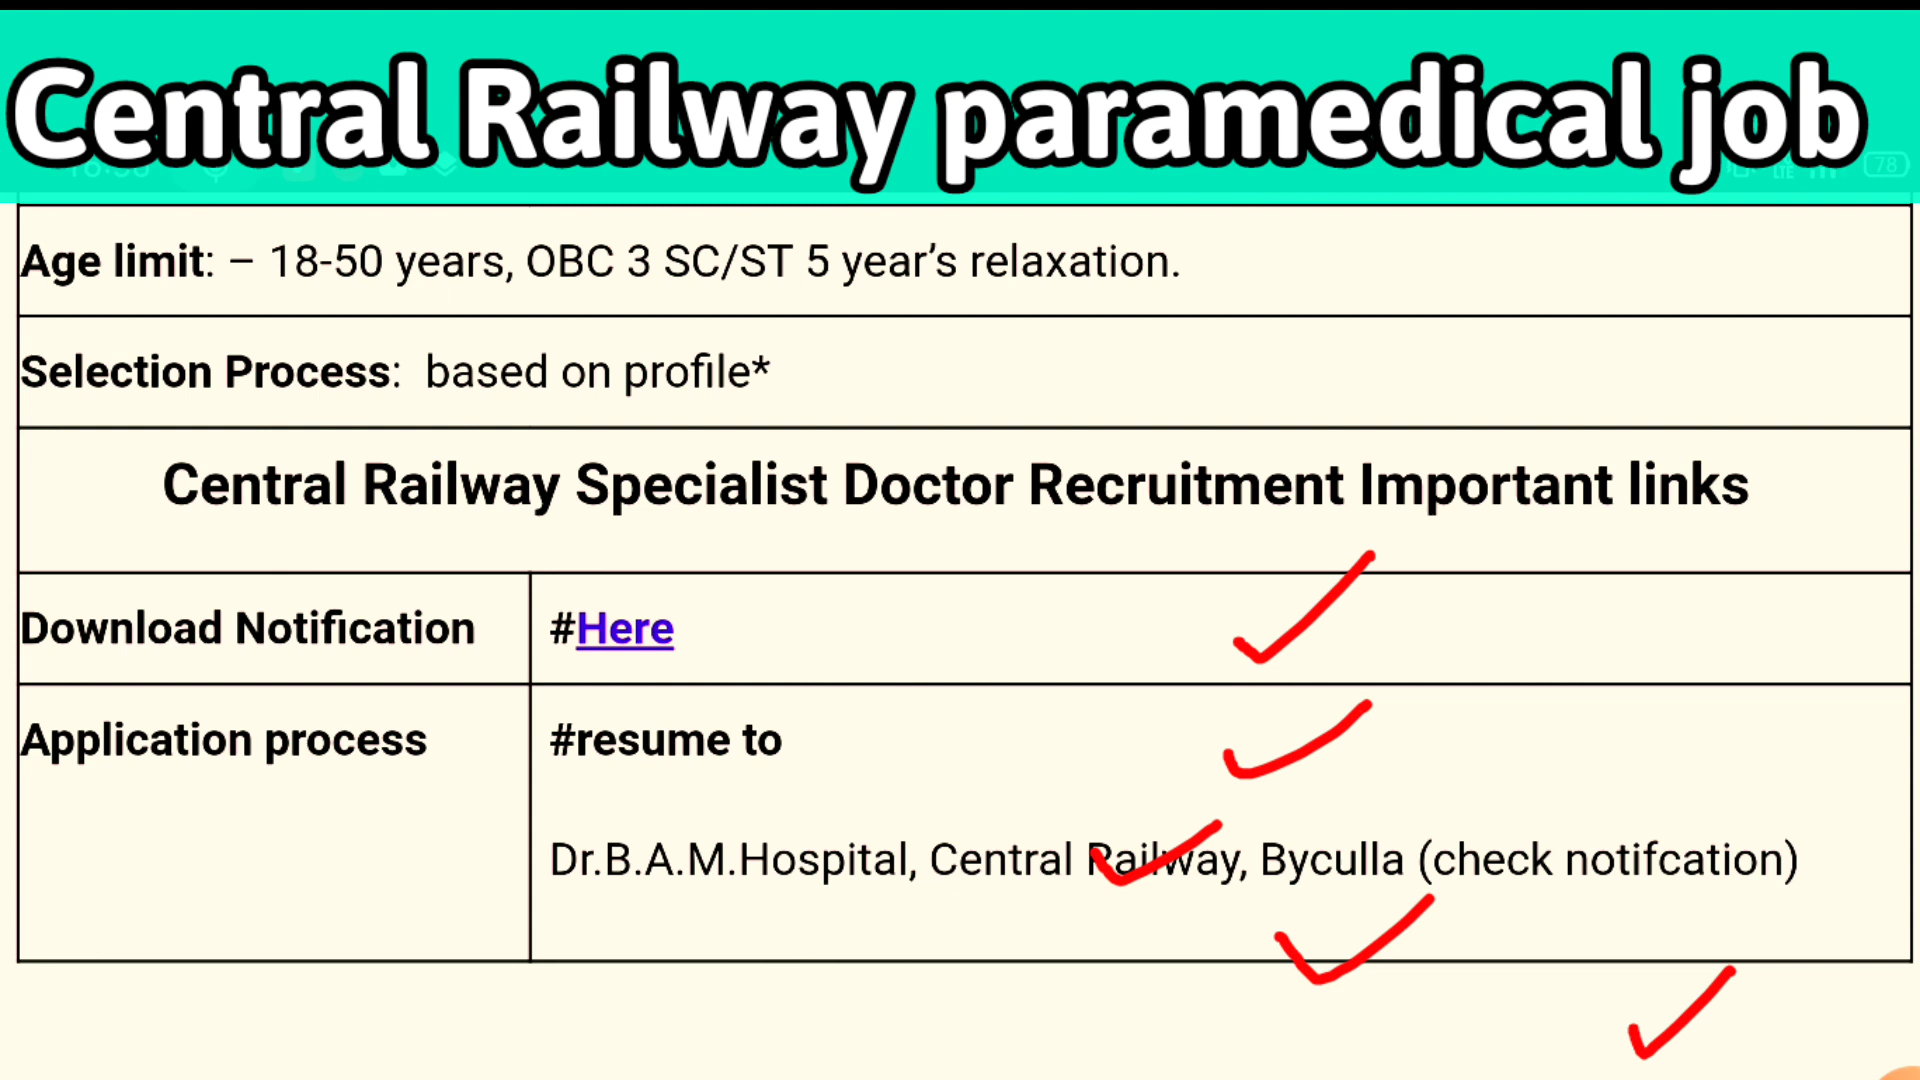 Central Railway paramedical job
78
Age limit: – 18-50 years, OBC 3 SC/ST 5 year’s relaxation.
Selection Process:  based on profile*
Central Railway Specialist Doctor Recruitment Important links
Download Notification
#Here
Application process
#resume to
Dr.B.A.M.Hospital, Central Railway, Byculla (check notifcation)